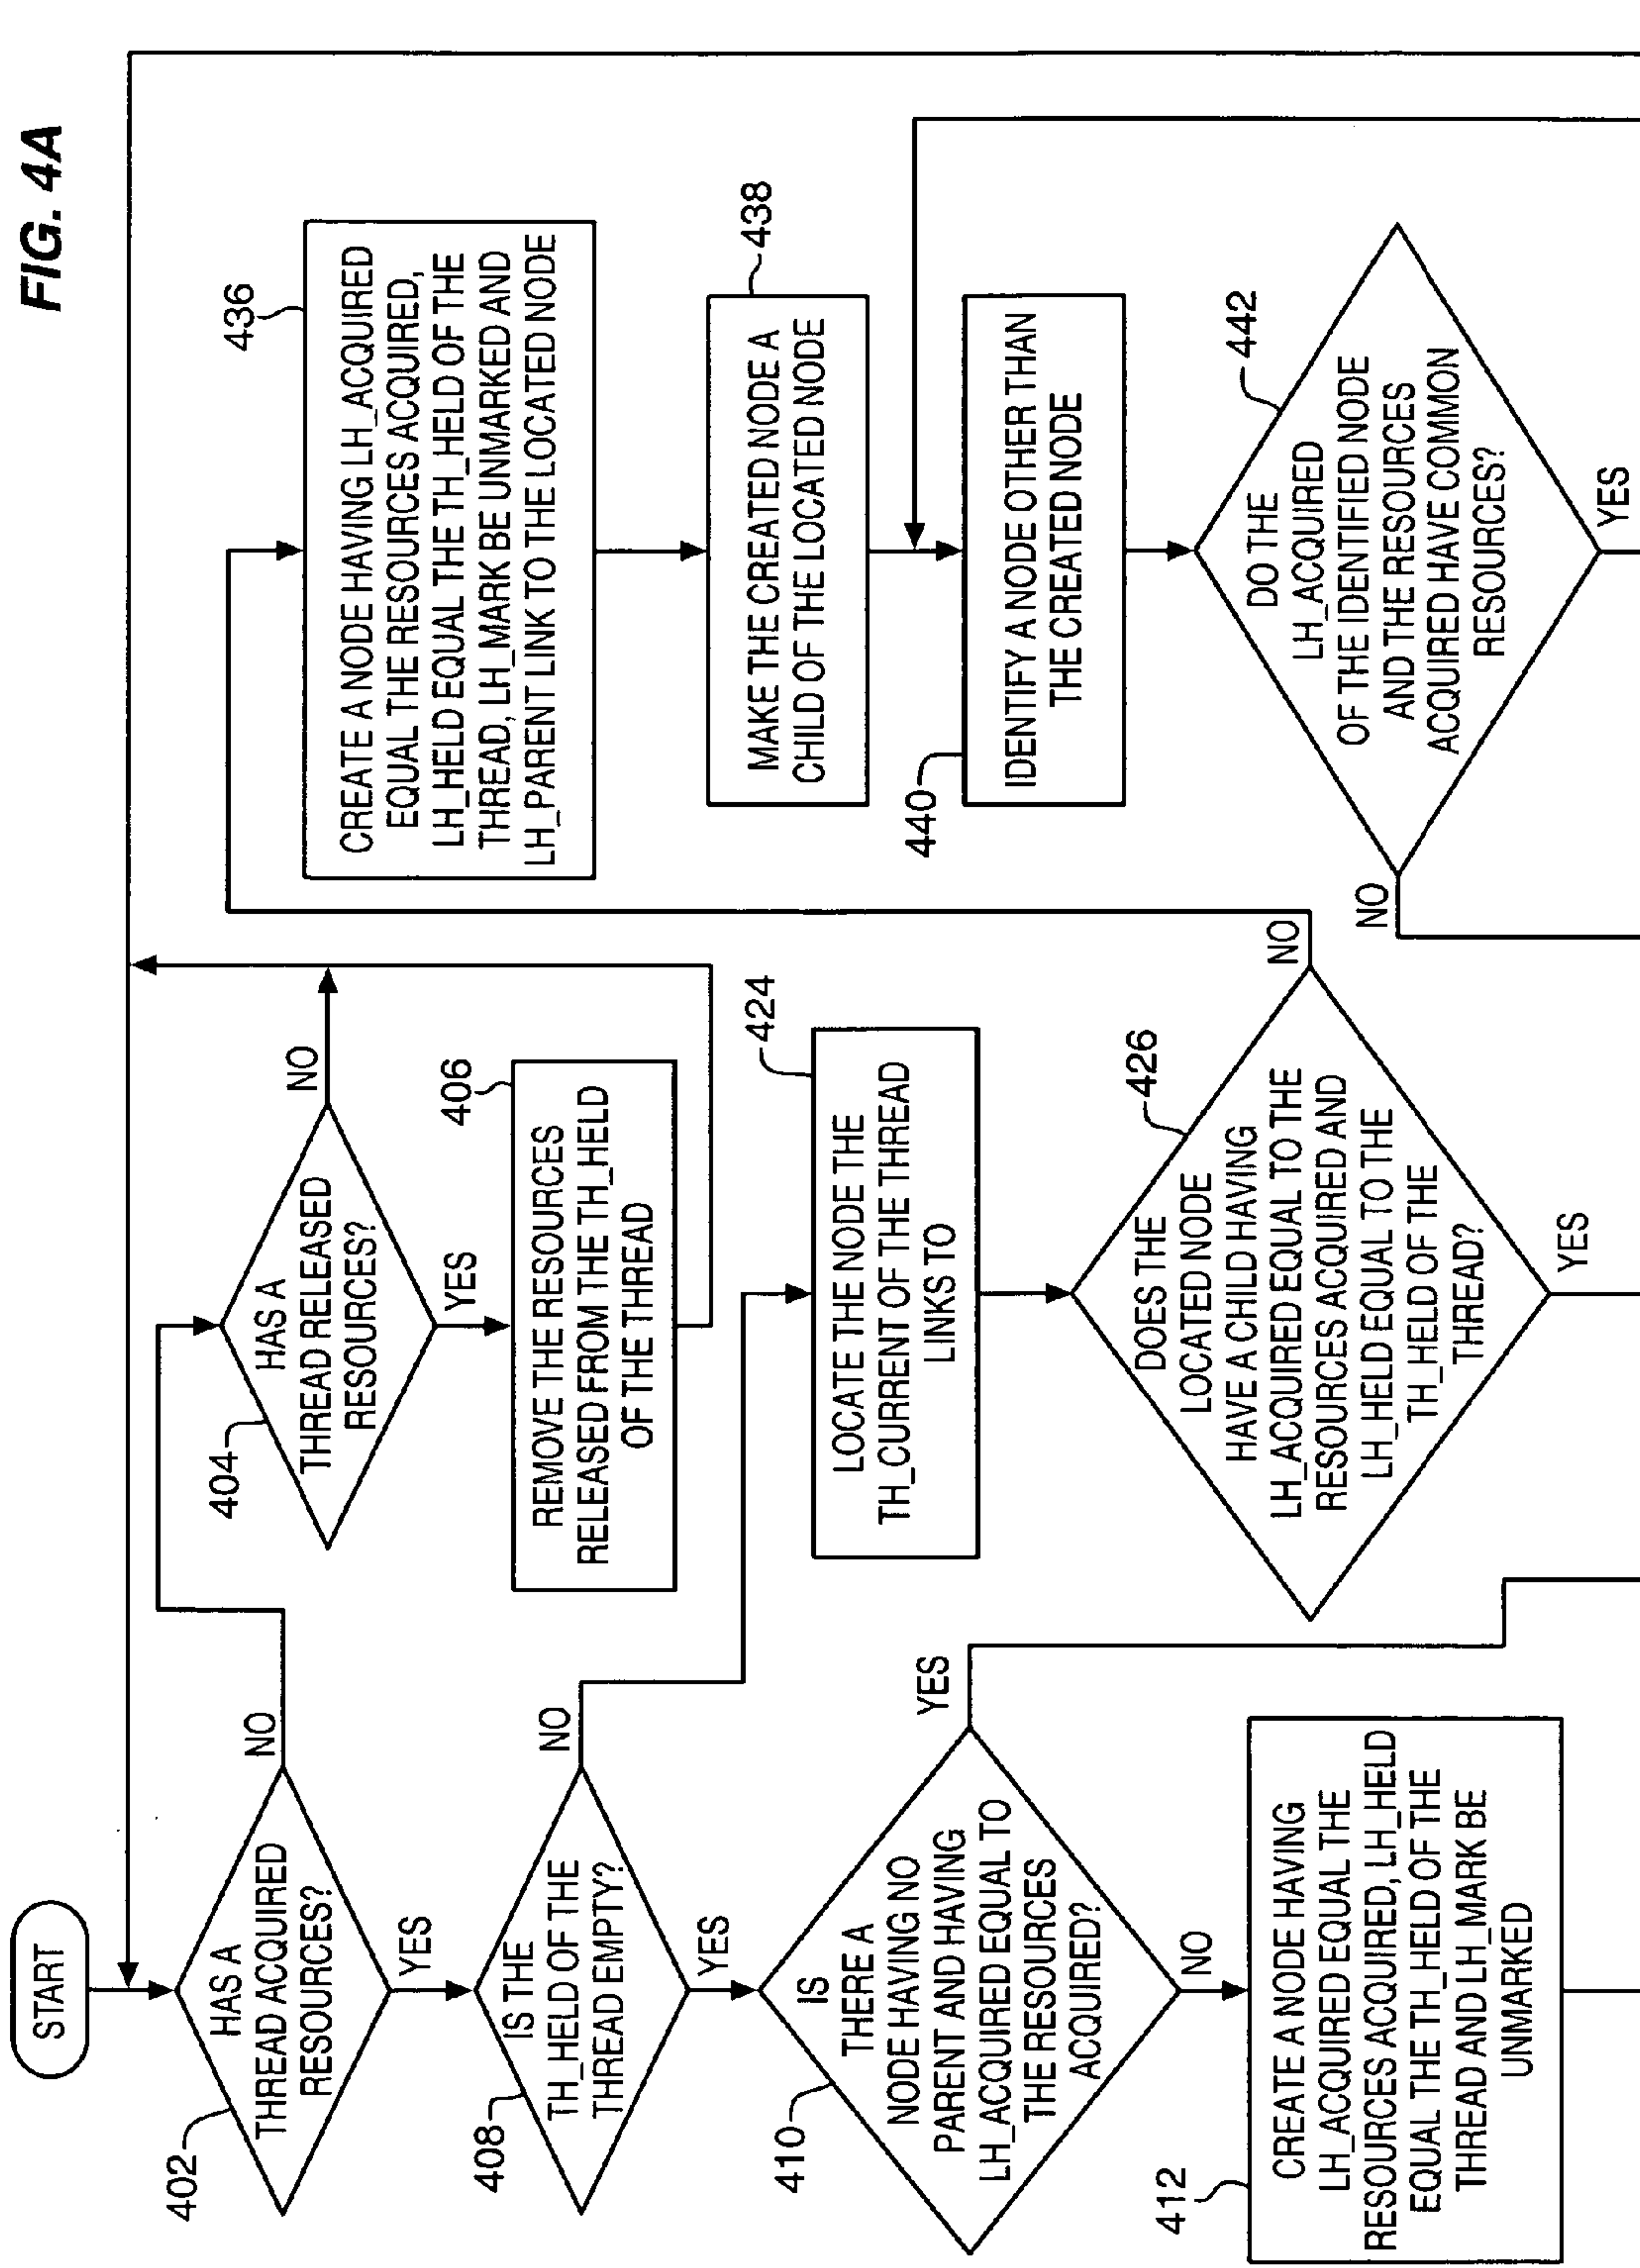 FIG. 4A
START
402
HAS A
THREAD ACQUIRED
RESOURCES?
NO
YES
404
HAS A
THREAD RELEASED
RESOURCES?
NO
YES
406
REMOVE THE RESOURCES
RELEASED FROM THE TH_HELD
OF THE THREAD
408
IS THE
TH_HELD OF THE
THREAD EMPTY?
NO
YES
410
IS
THERE A
NODE HAVING NO
PARENT AND HAVING
LH_ACQUIRED EQUAL TO
THE RESOURCES
ACQUIRED?
YES
NO
412
CREATE A NODE HAVING
LH_ACQUIRED EQUAL THE
RESOURCES ACQUIRED, LH_HELD
EQUAL THE TH_HELD OF THE
THREAD AND LH_MARK BE
UNMARKED
424
LOCATE THE NODE THE
TH_CURRENT OF THE THREAD
LINKS TO
426
DOES THE
LOCATED NODE
HAVE A CHILD HAVING
LH_ACQUIRED EQUAL TO THE
RESOURCES ACQUIRED AND
LH_HELD EQUAL TO THE
TH_HELD OF THE
THREAD?
NO
YES
436
CREATE A NODE HAVING LH_ACQUIRED
EQUAL THE RESOURCES ACQUIRED,
LH_HELD EQUAL THE TH_HELD OF THE
THREAD, LH_MARK BE UNMARKED AND
LH_PARENT LINK TO THE LOCATED NODE
438
MAKE THE CREATED NODE A
CHILD OF THE LOCATED NODE
440
IDENTIFY A NODE OTHER THAN
THE CREATED NODE
442
DO THE
LH_ACQUIRED
OF THE IDENTIFIED NODE
AND THE RESOURCES
ACQUIRED HAVE COMMON
RESOURCES?
NO
YES